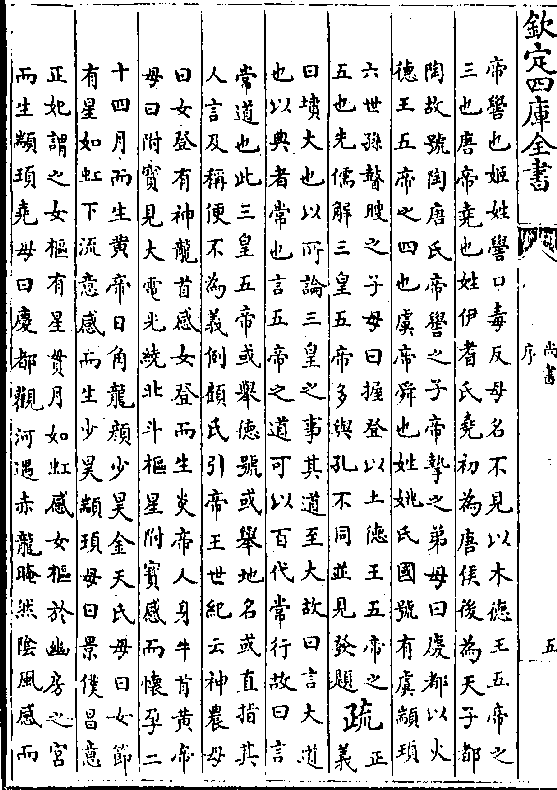 欽定四庫全書
尚書
序
五
帝嚳也姬姓嚳口毒反母名不見以木德王五帝之
三也唐帝堯也姓伊耆氏堯初為唐侯後為天子都
陶故號陶唐氏帝嚳之子帝摯之弟母曰慶都以火
德王五帝之四也虞帝舜也姓姚氏國號有虞顓頊
六世孫瞽瞍之子母曰握登以土德王五帝之
五也先儒解三皇五帝多與孔不同並見發題
疏
正
義
曰墳大也以所論三皇之事其道至大故曰言大道
也以典者常也言五帝之道可以百代常行故曰言
常道也此三皇五帝或舉德號或舉地名或直指其
人言及稱便不為義例顧氏引帝王世紀云神農母
曰女登有神龍首感女登而生炎帝人身牛首黃帝
母曰附寶見大電光繞北斗樞星附寶感而懷孕二
十四月而生黃帝日角龍顏少昊金天氏母曰女節
有星如虹下流意感而生少昊顓頊母曰景僕昌意
正妃謂之女樞有星貫月如虹感女樞於幽房之宮
而生顓頊堯母曰慶都觀河遇赤龍晻然陰風感而